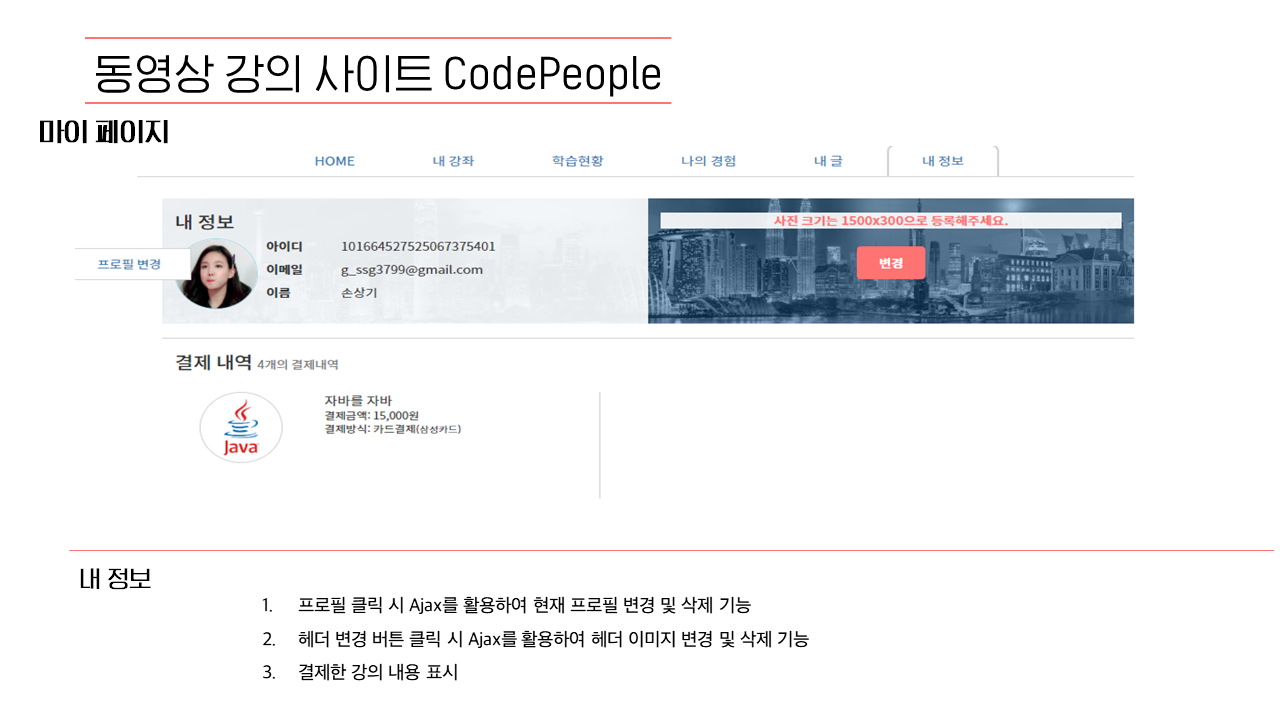 동영상 강의 사이트 CodePeople
마이 페이지
HOME 내 강좌 학습현황 나의 경험 내 글 내 정보
내 정보
사진 크기는 1500x300으로 등록해주세요.
아이디 101664527525067375401
프로필 변경
이메일 g_ssg3799@gmail.com
변경
이름 손상기
결제 내역 4개의 결제내역
자바를 자바
결제금액: 15,000원
결제방식: 카드결제(삼성카드)
Java
내 정보
1. 프로필 클릭 시 Ajax를 활용하여 현재 프로필 변경 및 삭제 기능
2. 헤더 변경 버튼 클릭 시 Ajax를 활용하여 헤더 이미지 변경 및 삭제 기능
3. 결제한 강의 내용 표시